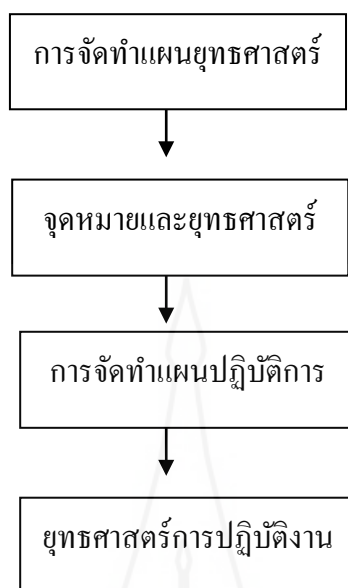 การจัดทำแผนยุทธศาสตร์
จุดหมายและยุทธศาสตร์
การจัดทำแผนปฏิบัติการ
ยุทธศาสตร์การปฏิบัติงาน